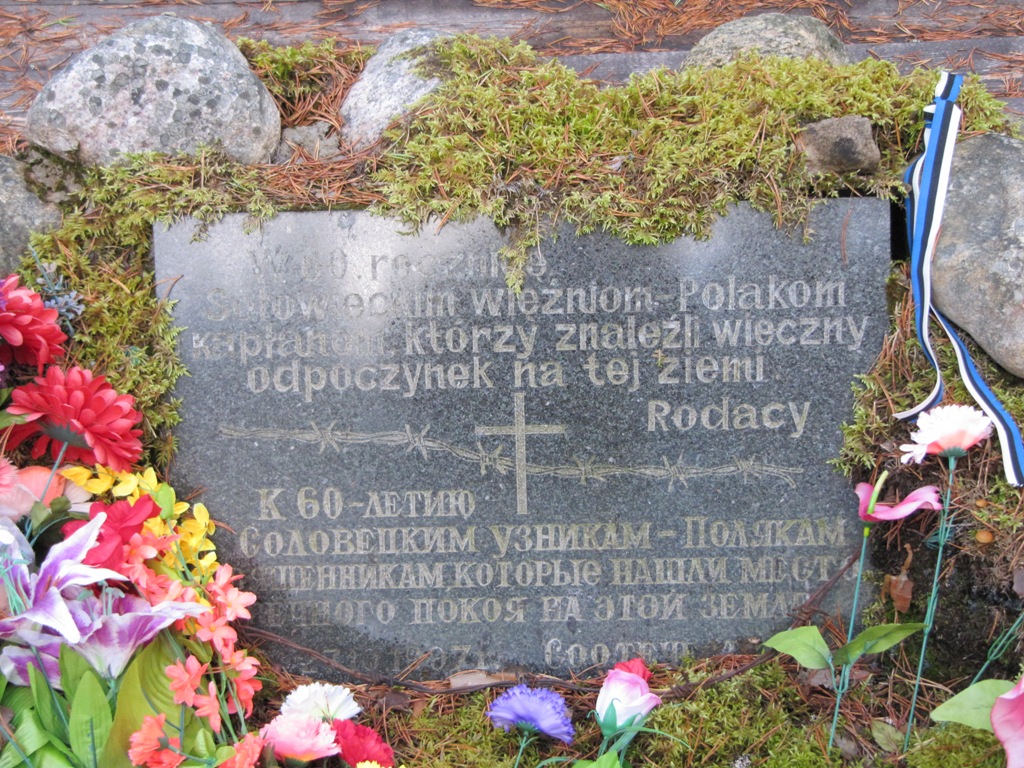 W 60. rocznicę
Sołowieckim więźniom-Polakom
kapłanom, którzy znaleźli wieczny
odpoczynek na tej ziemi.
Rodacy
К 60-ЛЕТИЮ
СОЛОВЕЦКИМ УЗНИКАМ-ПОЛЯКАМ
КОТОРЫЕ НАШЛИ МЕСТО
ПОКОЯ НА ЭТОЙ ЗЕМЛЕ